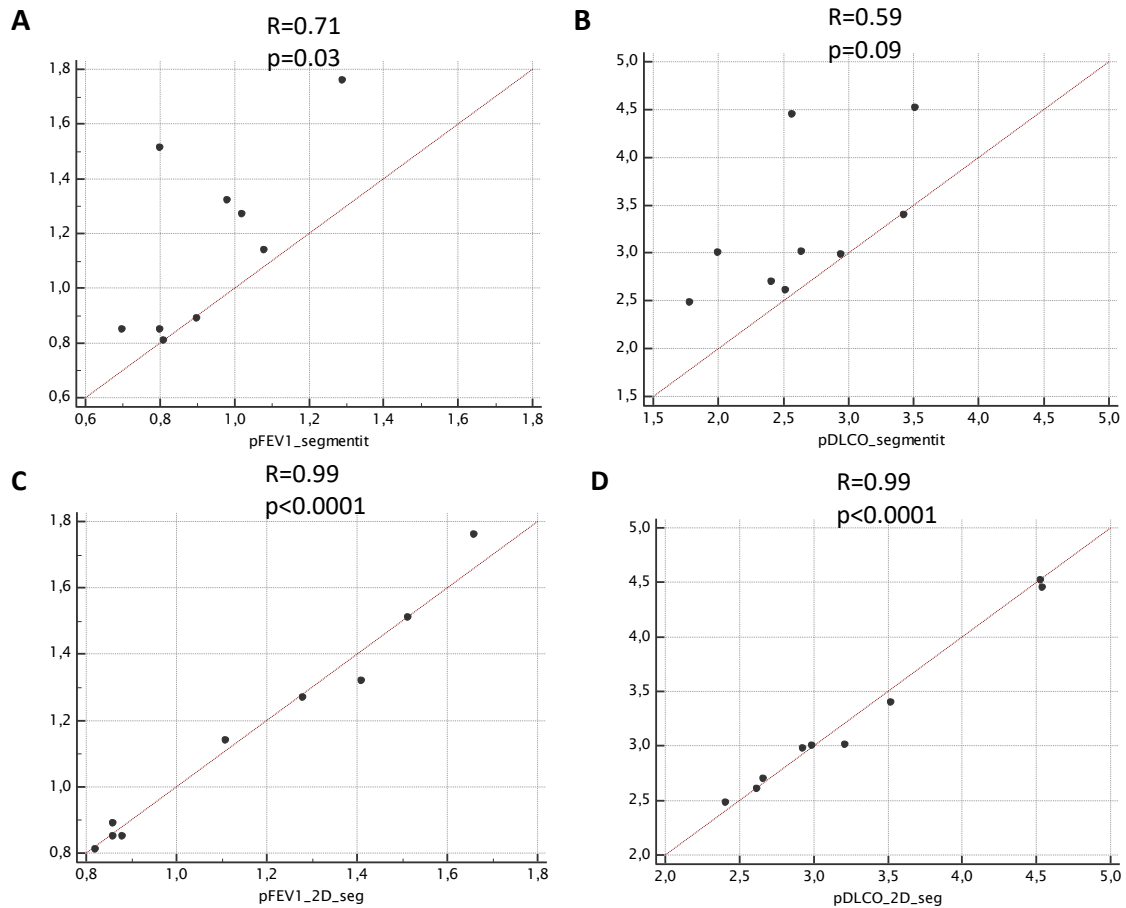 A
R=0.71
p=0.03
1,8
1,6
1,4
1,2
1,0
0,8
0,6
0,6 0,8 1,0 1,2 1,4 1,6 1,8
pFEV1_segmentit
B
R=0.59
p=0.09
5,0
4,5
4,0
3,5
3,0
2,5
2,0
1,5
1,5 2,0 2,5 3,0 3,5 4,0 4,5 5,0
pDLCO_segmentit
C
R=0.99
p<0.0001
1,8
1,6
1,4
1,2
1,0
0,8
0,8 1,0 1,2 1,4 1,6 1,8
pFEV1_2D_seg
D
R=0.99
p<0.0001
5,0
4,5
4,0
3,5
3,0
2,5
2,0
2,0 2,5 3,0 3,5 4,0 4,5 5,0
pDLCO_2D_seg